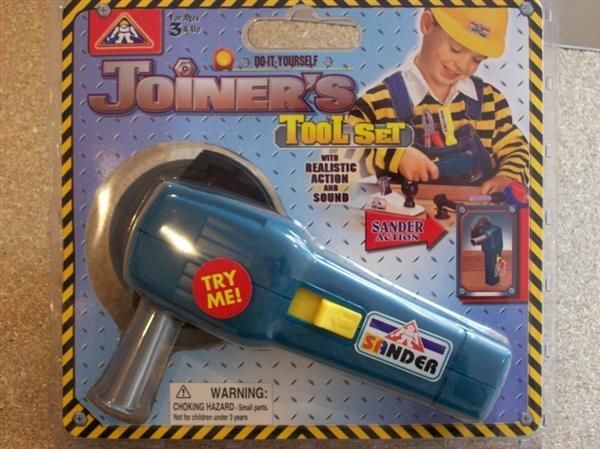 For Ages
3 & Up
DO-IT-YOURSELF
JOINER'S
TOOL SET
WITH
REALISTIC
ACTION
AND
SOUND
SANDER
ACTION
TRY
ME!
SANDER
WARNING:
CHOKING HAZARD - Small parts.
Not for children under 3 years